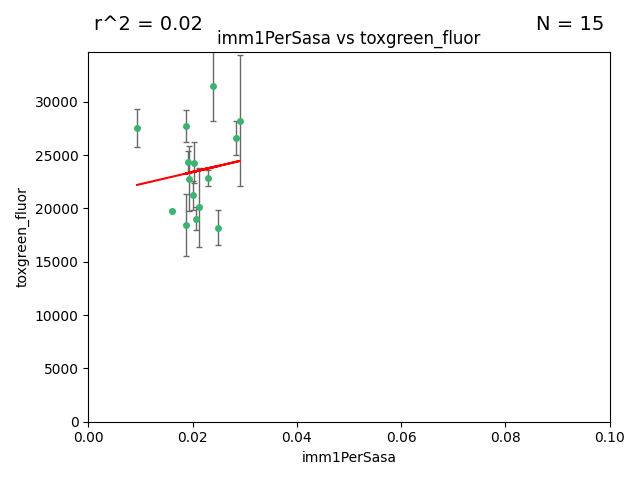 r^2 = 0.02
N = 15
imm1PerSasa vs toxgreen_fluor
toxgreen_fluor
30000
25000
20000
15000
10000
5000
0
0.00 0.02 0.04 0.06 0.08 0.10
imm1PerSasa